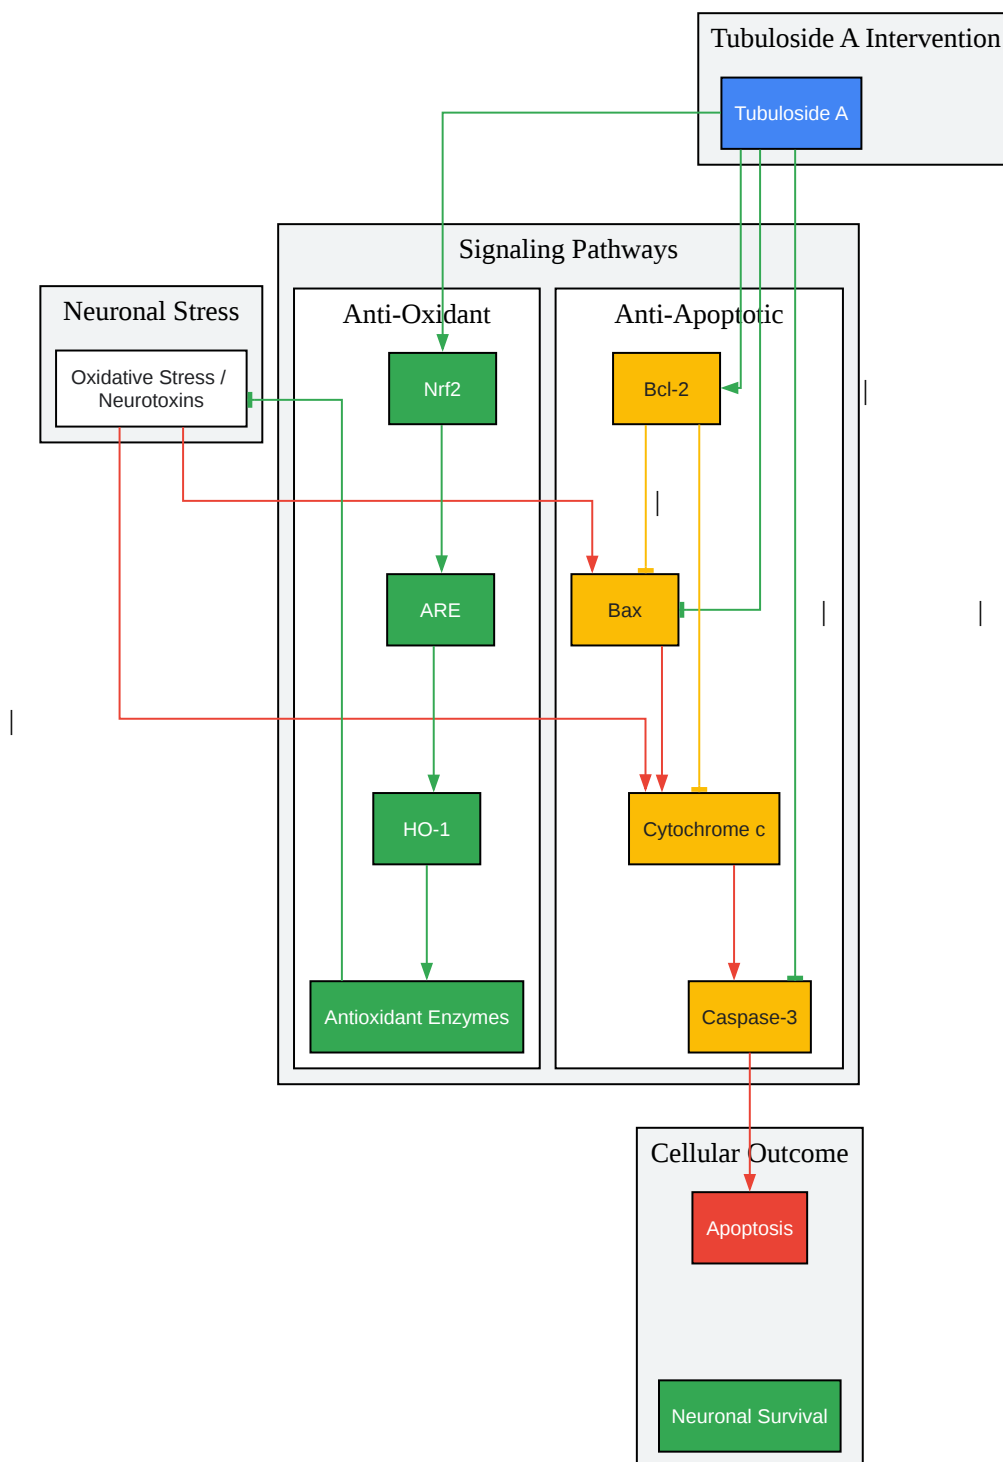 Tubuloside A Intervention
Tubuloside A
Signaling Pathways
Neuronal Stress
Anti-Oxidant
Anti-Apoptotic
Oxidative Stress /
Neurotoxins
Nrf2
Bcl-2
|
|
ARE
Bax
|
|
|
HO-1
Cytochrome c
Antioxidant Enzymes
Caspase-3
Cellular Outcome
Apoptosis
Neuronal Survival